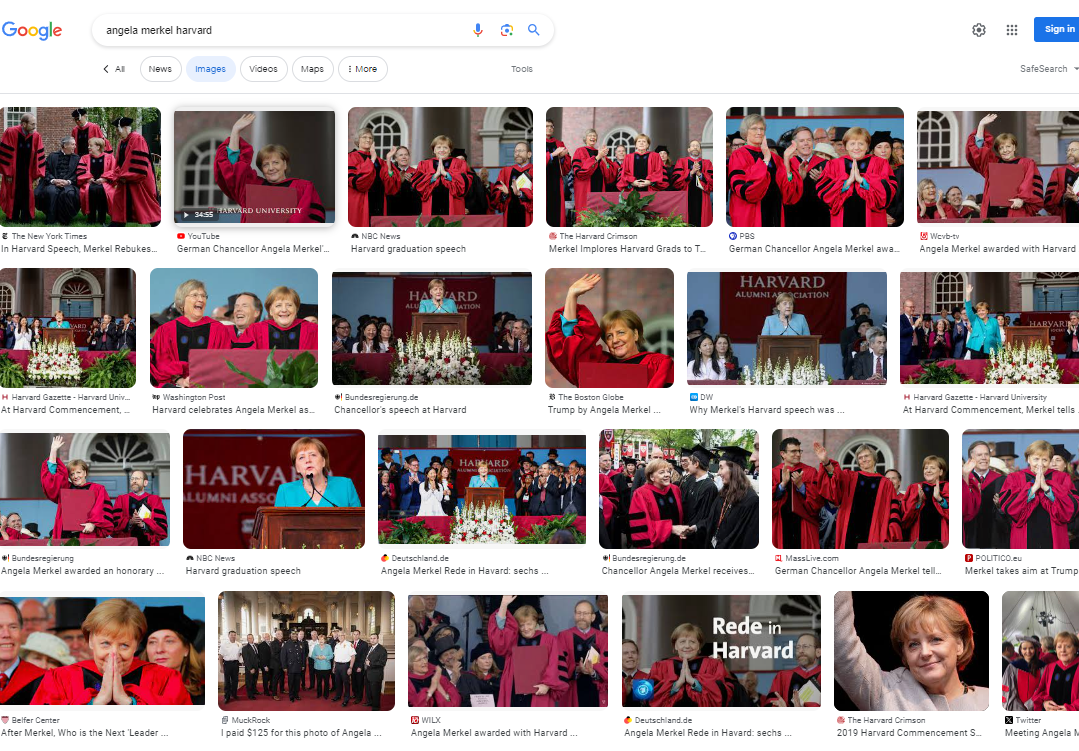 Google
angela merkel harvard
Sign in
All
News
Images
Videos
Maps
More
Tools
SafeSearch
34:55
HARVARD UNIVERSITY
The New York Times
In Harvard Speech, Merkel Rebukes...
YouTube
German Chancellor Angela Merkel'...
NBC News
Harvard graduation speech
The Harvard Crimson
Merkel Implores Harvard Grads to T...
PBS
German Chancellor Angela Merkel awa...
Wcvb-tv
Angela Merkel awarded with Harvard
HARVARD
HARVARD
ALUMNI ASSOCIATION
HARVARD
ALUMNI ASSOCIATION
HARVARD
Harvard Gazette - Harvard Univ...
At Harvard Commencement, ...
Washington Post
Harvard celebrates Angela Merkel as...
Bundesregierung.de
Chancellor's speech at Harvard
The Boston Globe
Trump by Angela Merkel ...
DW
Why Merkel's Harvard speech was ...
Harvard Gazette - Harvard University
At Harvard Commencement, Merkel tells
HARVA
ALUMNI ASSO
HARVARD
ALUMNI ASSOCIATION
Bundesregierung
Angela Merkel awarded an honorary ...
NBC News
Harvard graduation speech
Deutschland.de
Angela Merkel Rede in Havard: sechs ...
Bundesregierung.de
Chancellor Angela Merkel receives...
MassLive.com
German Chancellor Angela Merkel tell...
POLITICO.eu
Merkel takes aim at Trump
Rede in
Harvard
Belfer Center
After Merkel, Who is the Next 'Leader ...
MuckRock
I paid $125 for this photo of Angela ...
WILX
Angela Merkel awarded with Harvard ...
Deutschland.de
Angela Merkel Rede in Havard: sechs ...
The Harvard Crimson
2019 Harvard Commencement S...
Twitter
Meeting Angela M